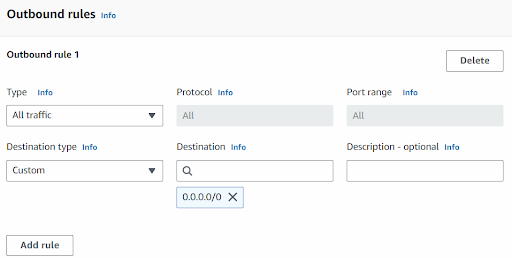 Outbound rules Info
Outbound rule 1
Delete
Type Info
Protocol Info
Port range Info
All traffic
All
All
Destination type Info
Destination Info
Description - optional Info
Custom
0.0.0.0/0
Add rule